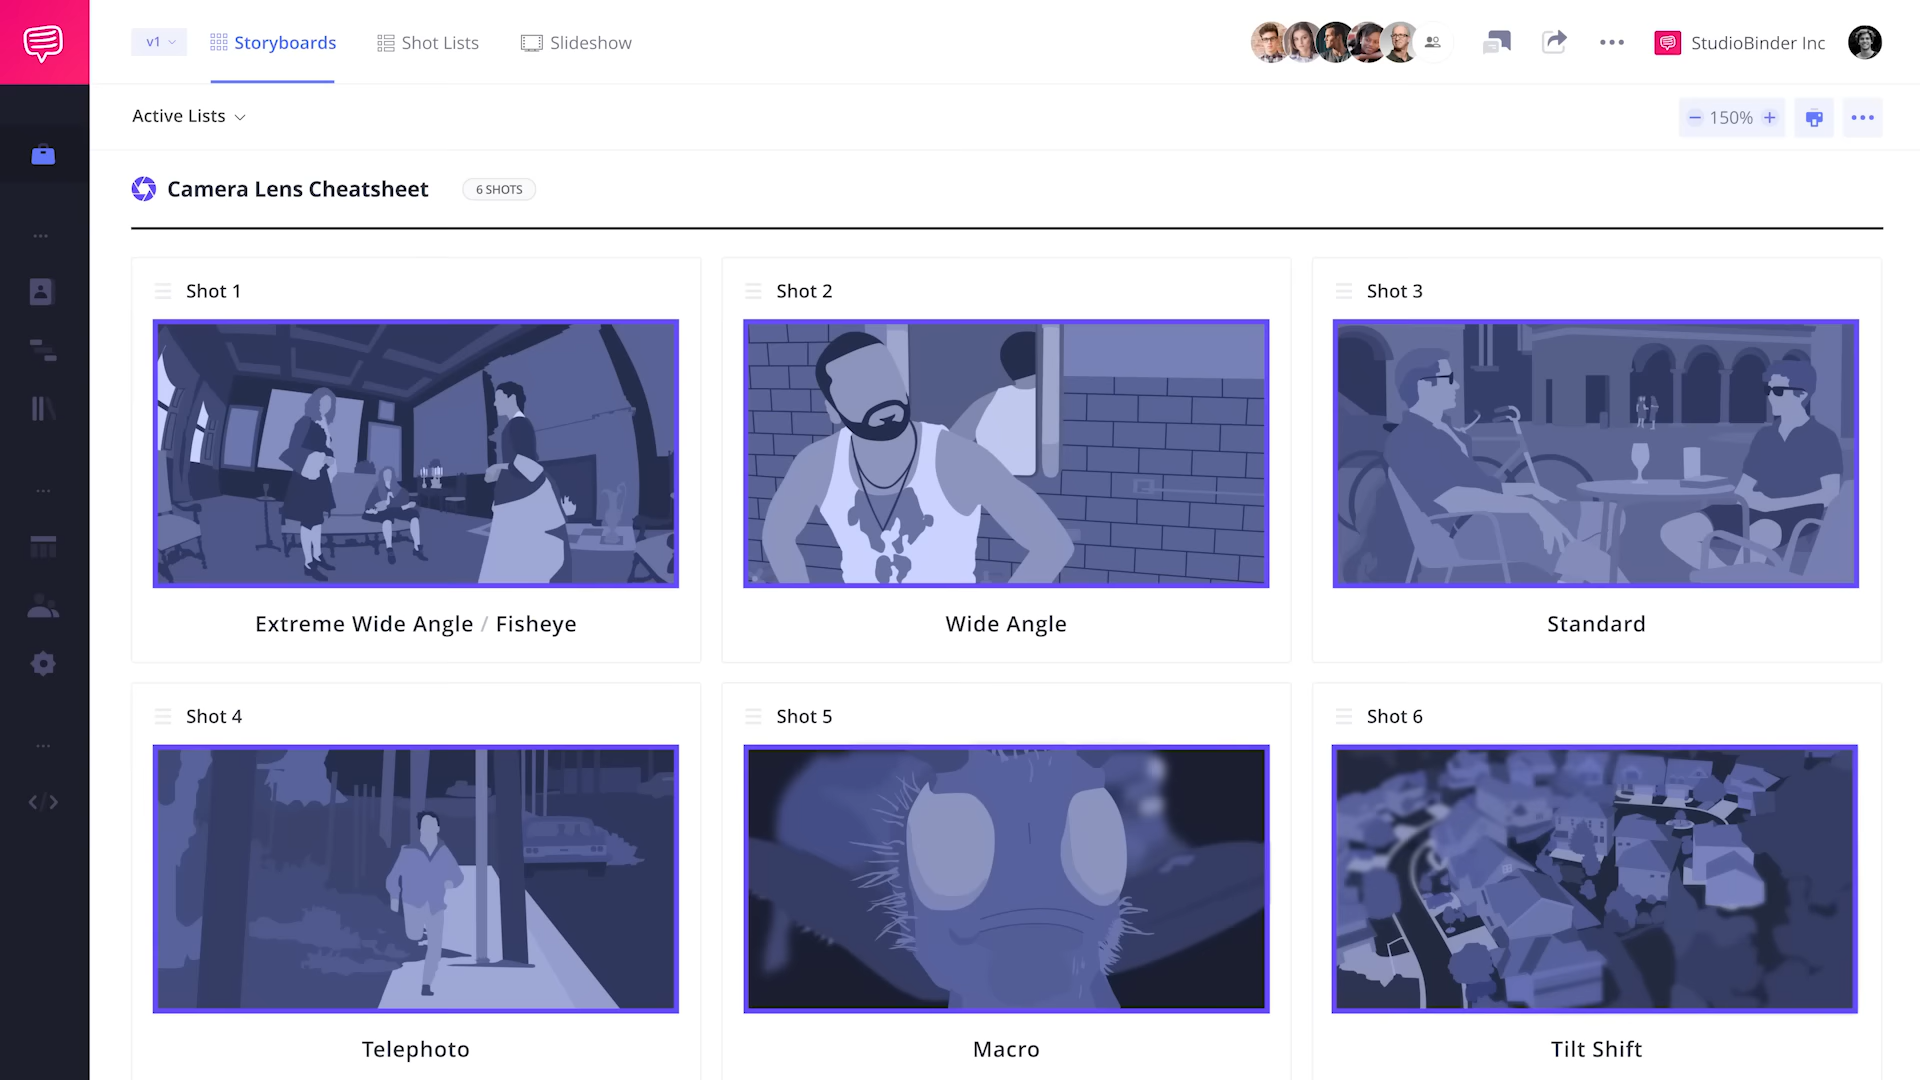 v1
Storyboards
Shot Lists
Slideshow
StudioBinder Inc
Active Lists
150%
Camera Lens Cheatsheet
6 SHOTS
Shot 1
Shot 2
Shot 3
Extreme Wide Angle / Fisheye
Wide Angle
Standard
Shot 4
Shot 5
Shot 6
Telephoto
Macro
Tilt Shift